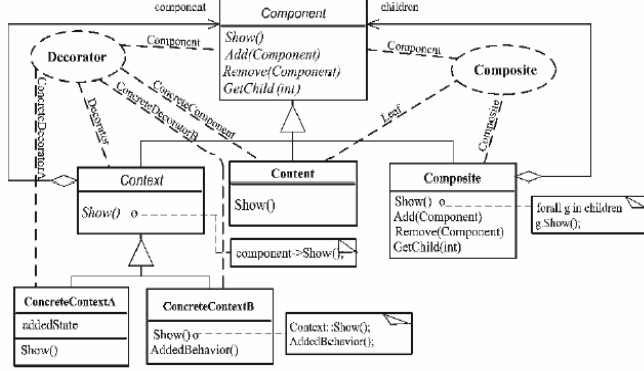 component
Component
children
Show()
Add(Component)
Remove(Component)
GetChild(int)
Decorator
Component
Component
Composite
ConcreteDecoratorA
Decorator
ConcreteDecoratorB
ConcreteComponent
Leaf
Composite
Context
Show()
Content
Show()
Composite
Show()
Add(Component)
Remove(Component)
GetChild(int)
forall g in children
g.Show();
component->Show();
ConcreteContextA
addedState
Show()
ConcreteContextB
Show()
AddedBehavior()
Context::Show();
AddedBehavior();